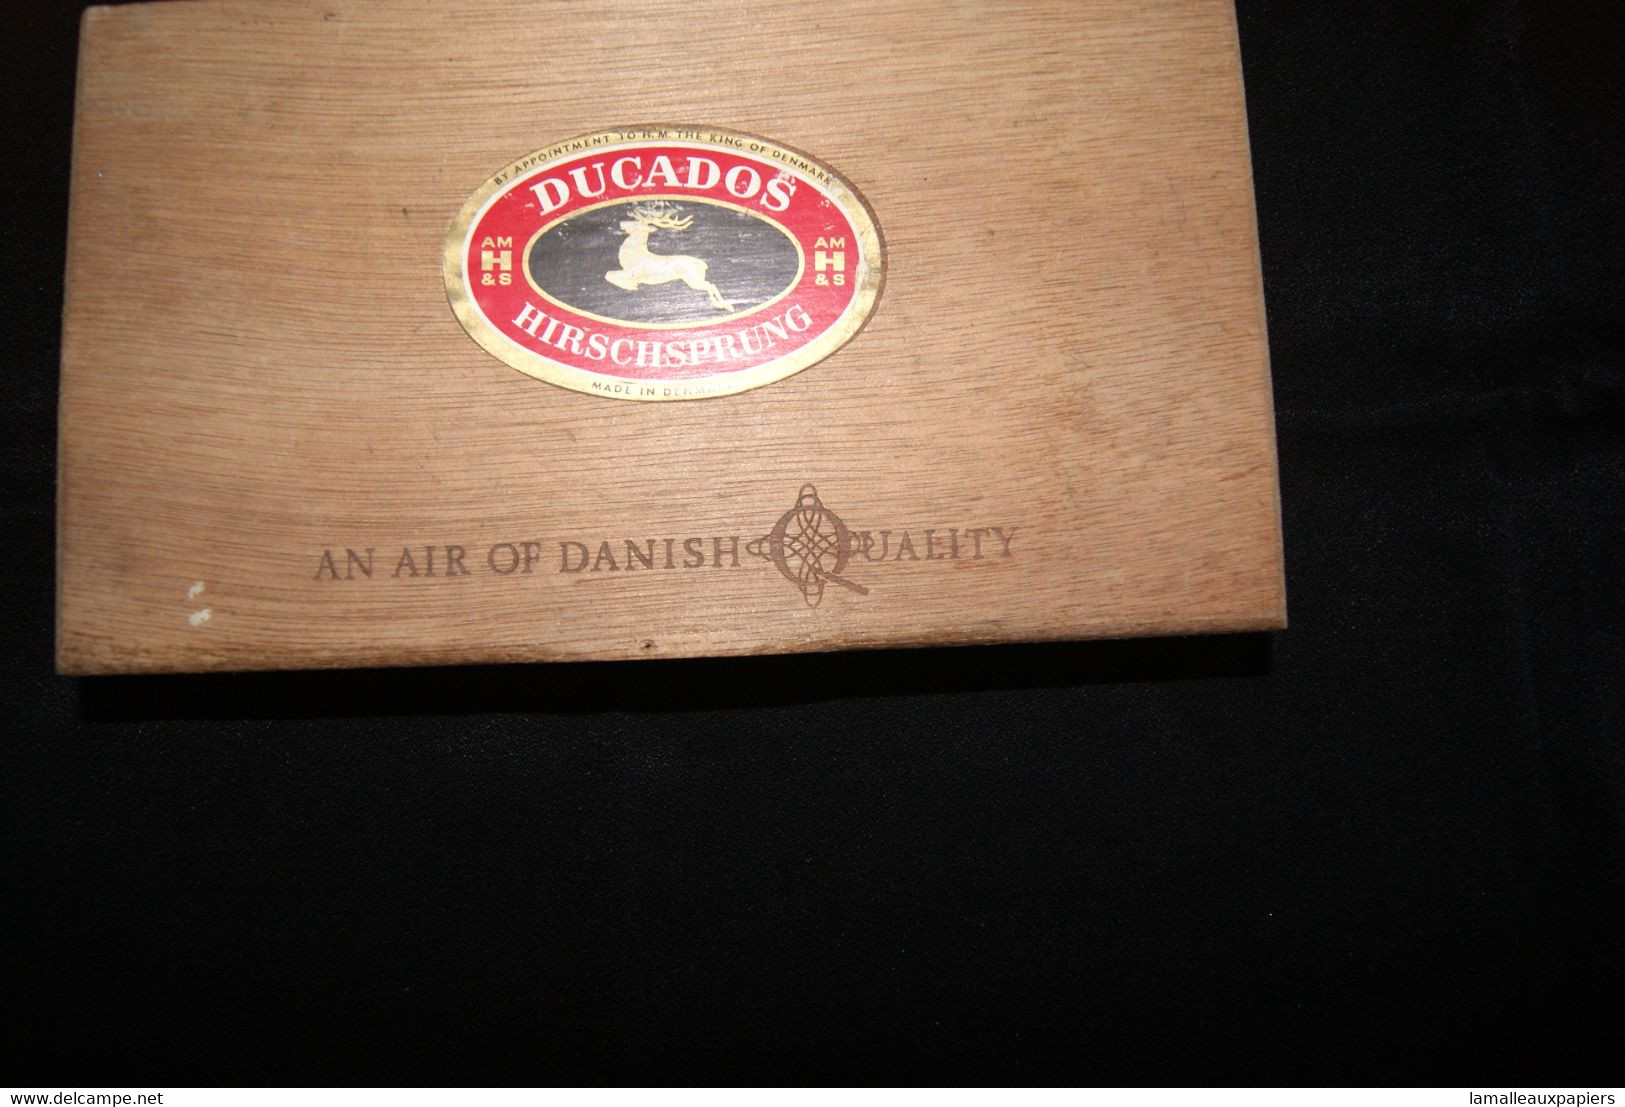 BY APPOINTMENT TO H.M. THE KING OF DENMARK
DUCADOS
AM
H
& S
AM
H
& S
HIRSCHSPRUNG
MADE IN DENMARK
AN AIR OF DANISH QUALITY
delcampe.net
lamalleauxpapiers